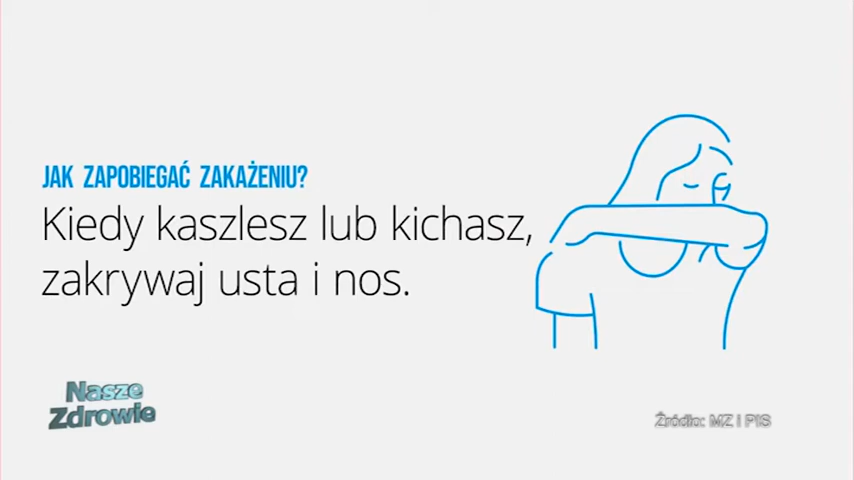 JAK ZAPOBIEGAĆ ZAKAŻENIU?
Kiedy kaszlesz lub kichasz,
zakrywaj usta i nos.
Nasze
Zdrowie
Źródło: MZ i PIS